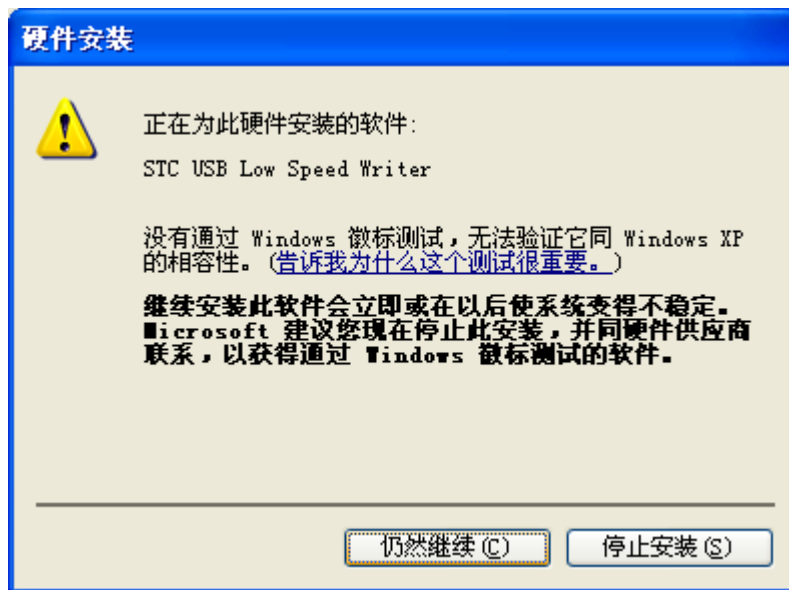 硬件安装
正在为此硬件安装的软件:
STC USB Low Speed Writer
没有通过 Windows 徽标测试，无法验证它同 Windows XP
的相容性。(告诉我为什么这个测试很重要。)
继续安装此软件会立即或在以后使系统变得不稳定。
Microsoft 建议您现在停止此安装，并同硬件供应商
联系，以获得通过 Windows 徽标测试的软件。
仍然继续(C)
停止安装(S)